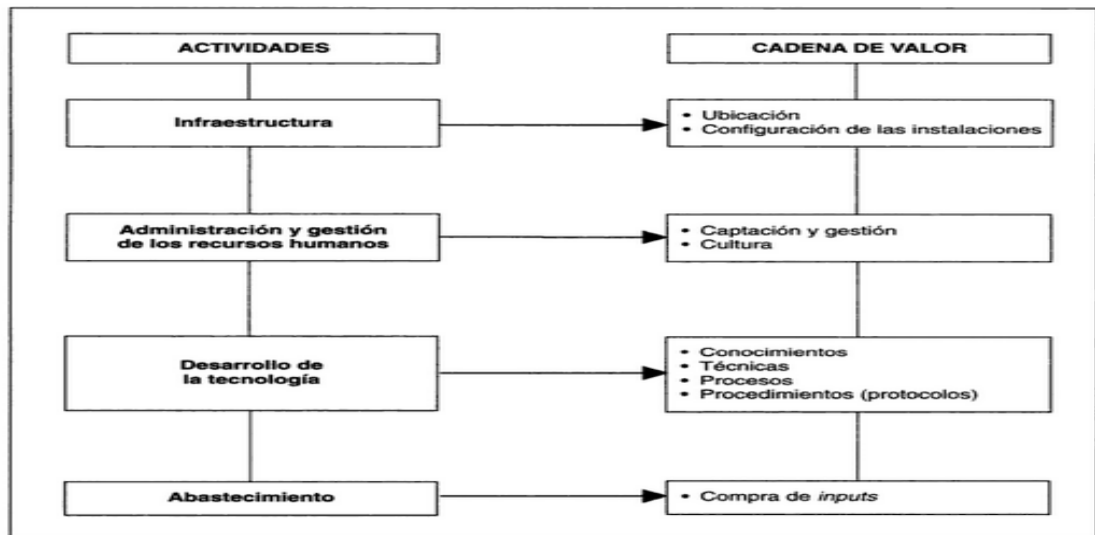 ACTIVIDADES
CADENA DE VALOR
Infraestructura
• Ubicación
• Configuración de las instalaciones
Administración y gestión
de los recursos humanos
• Captación y gestión
• Cultura
Desarrollo de
la tecnología
• Conocimientos
• Técnicas
• Procesos
• Procedimientos (protocolos)
Abastecimiento
• Compra de inputs